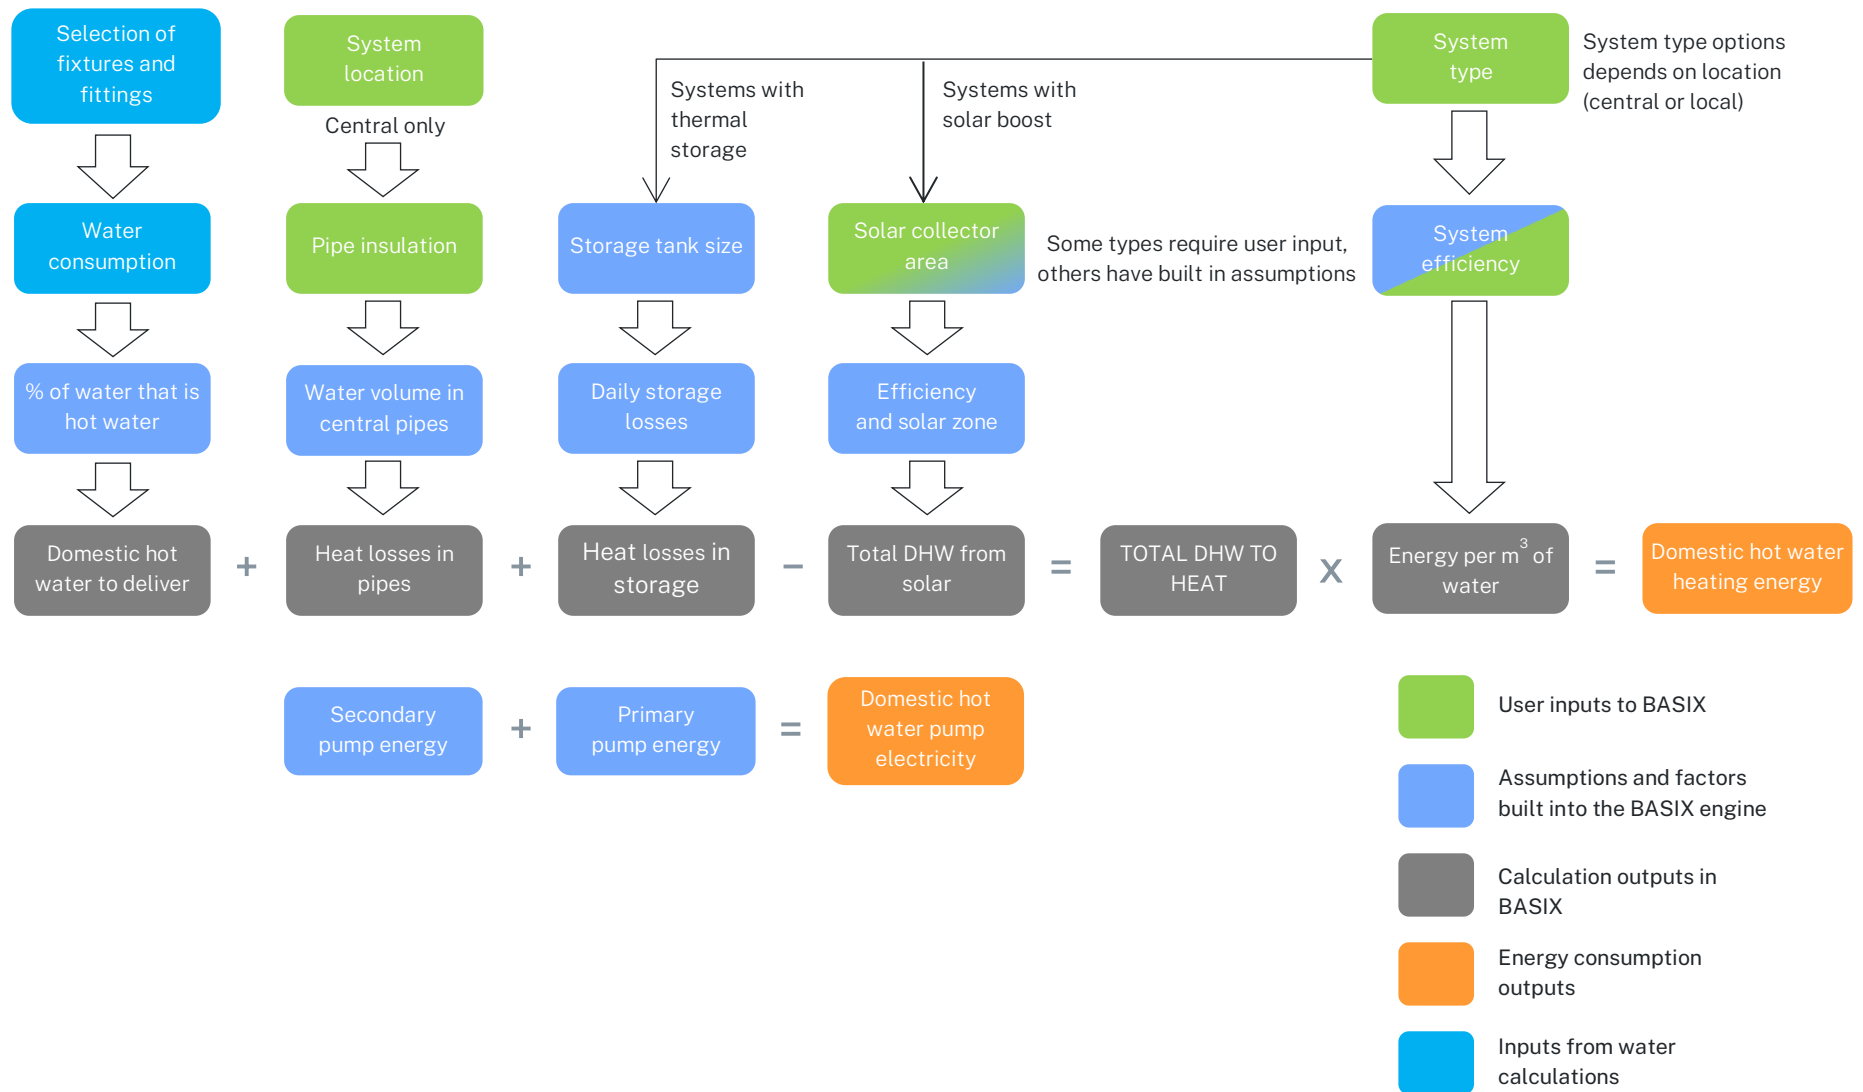 Selection of
fixtures and
fittings
System
location
Central only
Systems with
thermal
storage
Systems with
solar boost
System
type
System type options
depends on location
(central or local)
Water
consumption
Pipe insulation
Storage tank size
Solar collector
area
Some types require user input,
others have built in assumptions
System
efficiency
% of water that is
hot water
Water volume in
central pipes
Daily storage
losses
Efficiency
and solar zone
Domestic hot
water to deliver
+
Heat losses in
pipes
+
Heat losses in
storage
–
Total DHW from
solar
=
TOTAL DHW TO
HEAT
x
Energy per m³ of
water
=
Domestic hot water
heating energy
Secondary
pump energy
+
Primary
pump energy
=
Domestic hot
water pump
electricity
User inputs to BASIX
Assumptions and factors
built into the BASIX engine
Calculation outputs in
BASIX
Energy consumption
outputs
Inputs from water
calculations